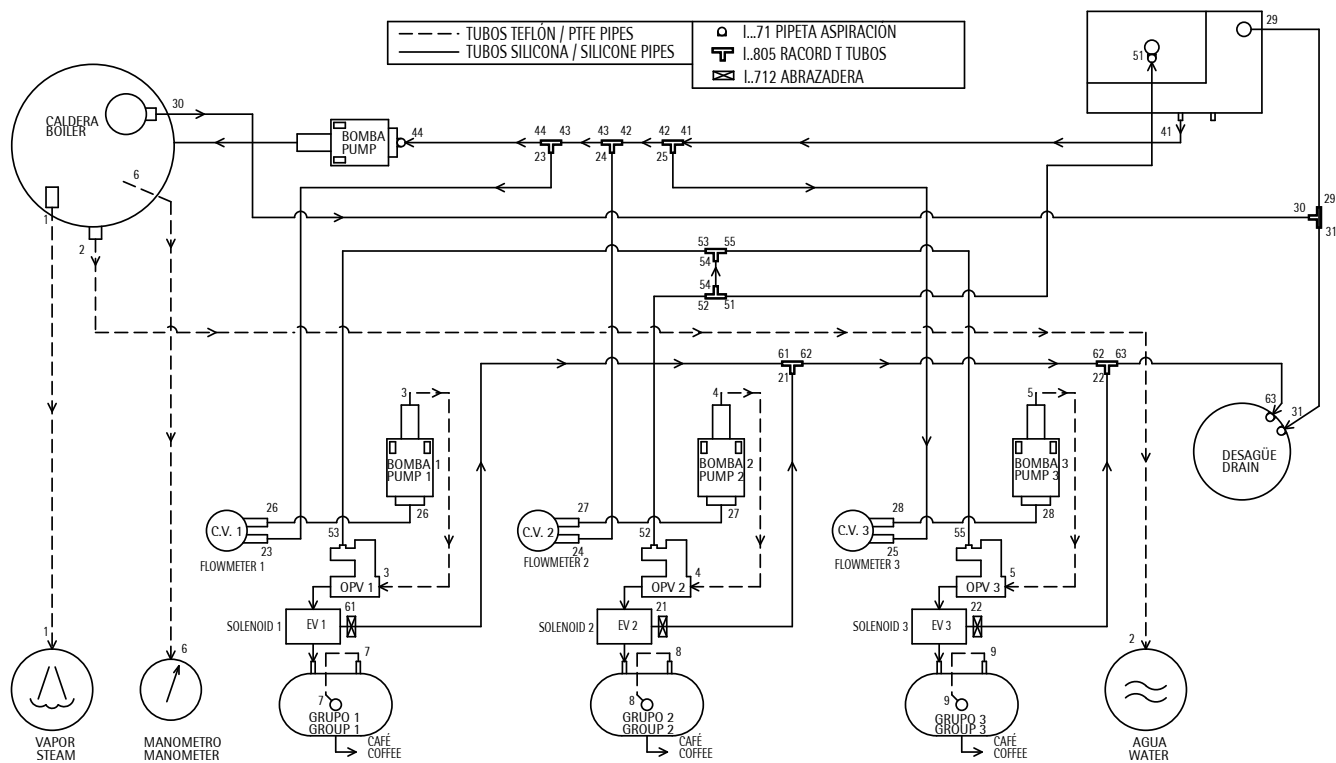 TUBOS TEFLÓN / PTFE PIPES
TUBOS SILICONA / SILICONE PIPES
I...71 PIPETA ASPIRACIÓN
I..805 RACORD T TUBOS
I..712 ABRAZADERA
29
51
41
CALDERA
BOILER
30
6
1
2
BOMBA
PUMP
44
44 43
23
43 42
24
42 41
25
29
30
31
53 55
54
54
52 51
61 62
21
62 63
22
3
4
5
63
31
BOMBA 1
PUMP 1
BOMBA 2
PUMP 2
BOMBA 3
PUMP 3
DESAGÜE
DRAIN
26
26
27
27
28
28
C.V. 1
C.V. 2
C.V. 3
23
24
25
FLOWMETER 1
FLOWMETER 2
FLOWMETER 3
53
52
55
3
4
5
OPV 1
OPV 2
OPV 3
61
21
22
SOLENOID 1
EV 1
SOLENOID 2
EV 2
SOLENOID 3
EV 3
1
6
7
8
9
2
7
8
9
GRUPO 1
GROUP 1
GRUPO 2
GROUP 2
GRUPO 3
GROUP 3
VAPOR
STEAM
MANOMETRO
MANOMETER
CAFÉ
COFFEE
CAFÉ
COFFEE
CAFÉ
COFFEE
AGUA
WATER